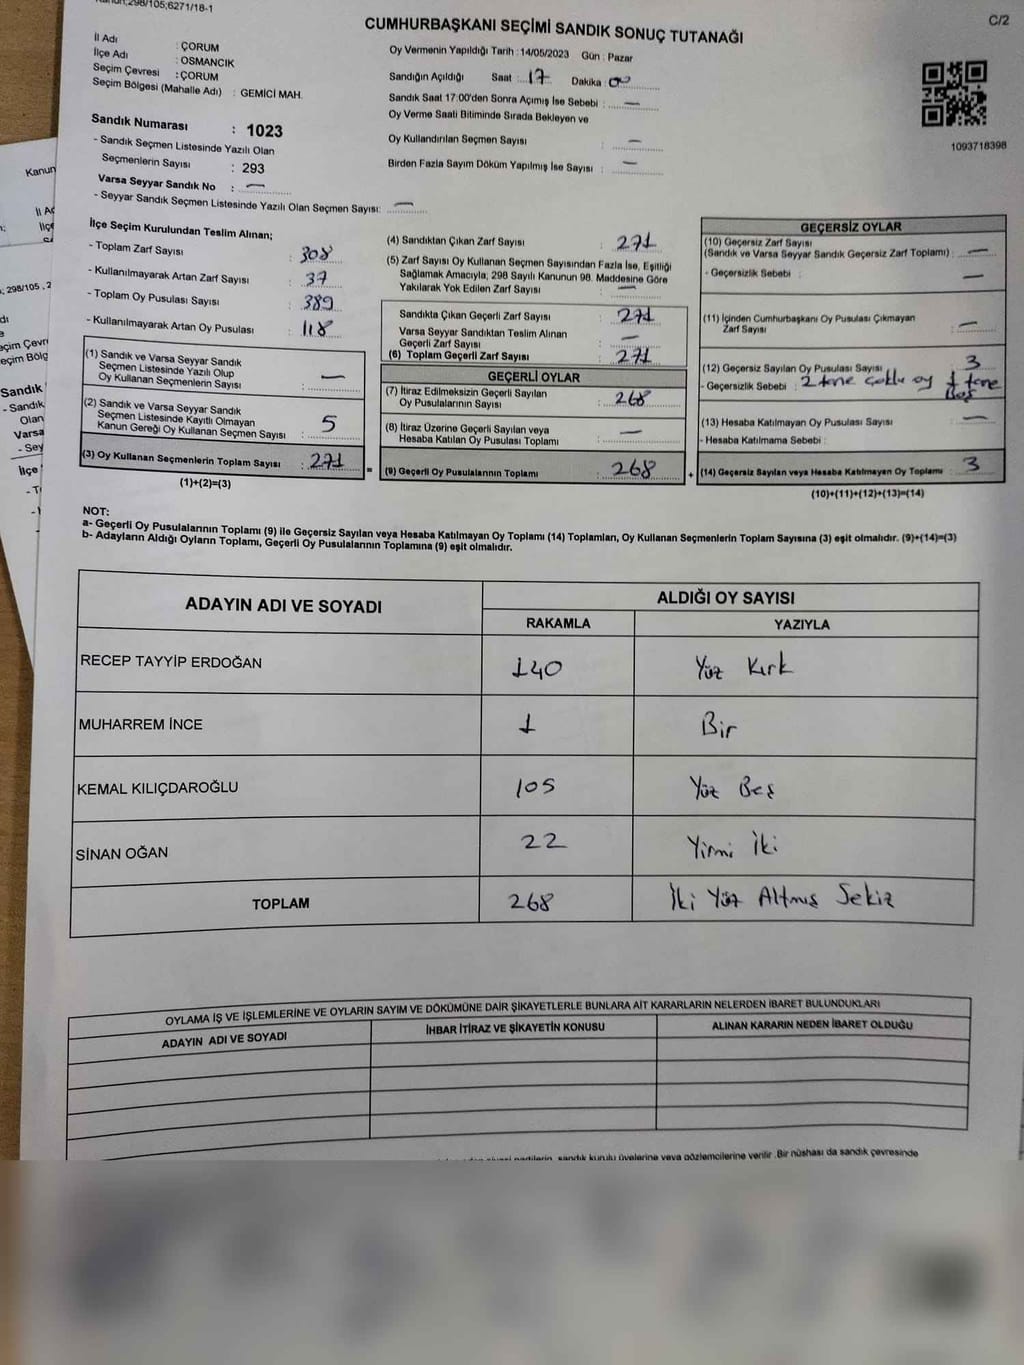 298/105;6271/18-1
C/2
CUMHURBAŞKANI SEÇİMİ SANDIK SONUÇ TUTANAĞI
İl Adı : ÇORUM
İlçe Adı : OSMANCIK
Seçim Çevresi : ÇORUM
Seçim Bölgesi (Mahalle Adı) : GEMİCİ MAH.
Oy Vermenin Yapıldığı Tarih : 14/05/2023 Gün : Pazar
Sandığın Açıldığı Saat : 17 Dakika : 00
Sandık Saat 17:00'den Sonra Açımış İse Sebebi : —
Oy Verme Saati Bitiminde Sırada Bekleyen ve
Oy Kullandırılan Seçmen Sayısı : —
Birden Fazla Sayım Döküm Yapılmış İse Sayısı : —
1093718398
Sandık Numarası : 1023
- Sandık Seçmen Listesinde Yazılı Olan
Seçmenlerin Sayısı : 293
Varsa Seyyar Sandık No : —
- Seyyar Sandık Seçmen Listesinde Yazılı Olan Seçmen Sayısı: —
İlçe Seçim Kurulundan Teslim Alınan;
- Toplam Zarf Sayısı : 308
- Kullanılmayarak Artan Zarf Sayısı : 37
- Toplam Oy Pusulası Sayısı : 389
- Kullanılmayarak Artan Oy Pusulası : 118
(1) Sandık ve Varsa Seyyar Sandık
Seçmen Listesinde Yazılı Olup
Oy Kullanan Seçmenlerin Sayısı : —
(2) Sandık ve Varsa Seyyar Sandık
Seçmen Listesinde Kayıtlı Olmayan
Kanun Gereği Oy Kullanan Seçmen Sayısı : 5
(3) Oy Kullanan Seçmenlerin Toplam Sayısı : 271
(1)+(2)=(3)
(4) Sandıktan Çıkan Zarf Sayısı : 271
(5) Zarf Sayısı Oy Kullanan Seçmen Sayısından Fazla İse, Eşitliği
Sağlamak Amacıyla; 298 Sayılı Kanunun 98. Maddesine Göre
Yakılarak Yok Edilen Zarf Sayısı : —
Sandıkta Çıkan Geçerli Zarf Sayısı : 271
Varsa Seyyar Sandıktan Teslim Alınan
Geçerli Zarf Sayısı : —
(6) Toplam Geçerli Zarf Sayısı : 271
GEÇERLİ OYLAR
(7) İtiraz Edilmeksizin Geçerli Sayılan
Oy Pusulalarının Sayısı : 268
(8) İtiraz Üzerine Geçerli Sayılan veya
Hesaba Katılan Oy Pusulası Toplamı : —
= (9) Geçerli Oy Pusulalarının Toplamı : 268 +
GEÇERSİZ OYLAR
(10) Geçersiz Zarf Sayısı
(Sandık ve Varsa Seyyar Sandık Geçersiz Zarf Toplamı) : —
- Geçersizlik Sebebi : —
(11) İçinden Cumhurbaşkanı Oy Pusulası Çıkmayan
Zarf Sayısı : —
(12) Geçersiz Sayılan Oy Pusulası Sayısı : 3
- Geçersizlik Sebebi : 2 tane çoklu oy 1 tane
Boş
(13) Hesaba Katılmayan Oy Pusulası Sayısı : —
- Hesaba Katılmama Sebebi :
(14) Geçersiz Sayılan veya Hesaba Katılmayan Oy Toplamı : 3
(10)+(11)+(12)+(13)=(14)
NOT:
a- Geçerli Oy Pusulalarının Toplamı (9) ile Geçersiz Sayılan veya Hesaba Katılmayan Oy Toplamı (14) Toplamları, Oy Kullanan Seçmenlerin Toplam Sayısına (3) eşit olmalıdır. (9)+(14)=(3)
b- Adayların Aldığı Oyların Toplamı, Geçerli Oy Pusulalarının Toplamına (9) eşit olmalıdır.
ADAYIN ADI VE SOYADI
ALDIĞI OY SAYISI
RAKAMLA YAZIYLA
RECEP TAYYİP ERDOĞAN 140 Yüz Kırk
MUHARREM İNCE 1 Bir
KEMAL KILIÇDAROĞLU 105 Yüz Beş
SİNAN OĞAN 22 Yirmi İki
TOPLAM 268 İki Yüz Altmış Sekiz
OYLAMA İŞ VE İŞLEMLERİNE VE OYLARIN SAYIM VE DÖKÜMÜNE DAİR ŞİKAYETLERLE BUNLARA AİT KARARLARIN NELERDEN İBARET BULUNDUKLARI
ADAYIN ADI VE SOYADI İHBAR İTİRAZ VE ŞİKAYETİN KONUSU ALINAN KARARIN NEDEN İBARET OLDUĞU
sandık kurulu üyelerine veya gözlemcilerine verilir .Bir nüshası da sandık çevresinde
Kanun
298/105
Sandık
- Sandık
Olan
Varsa
- Sey
İlçe